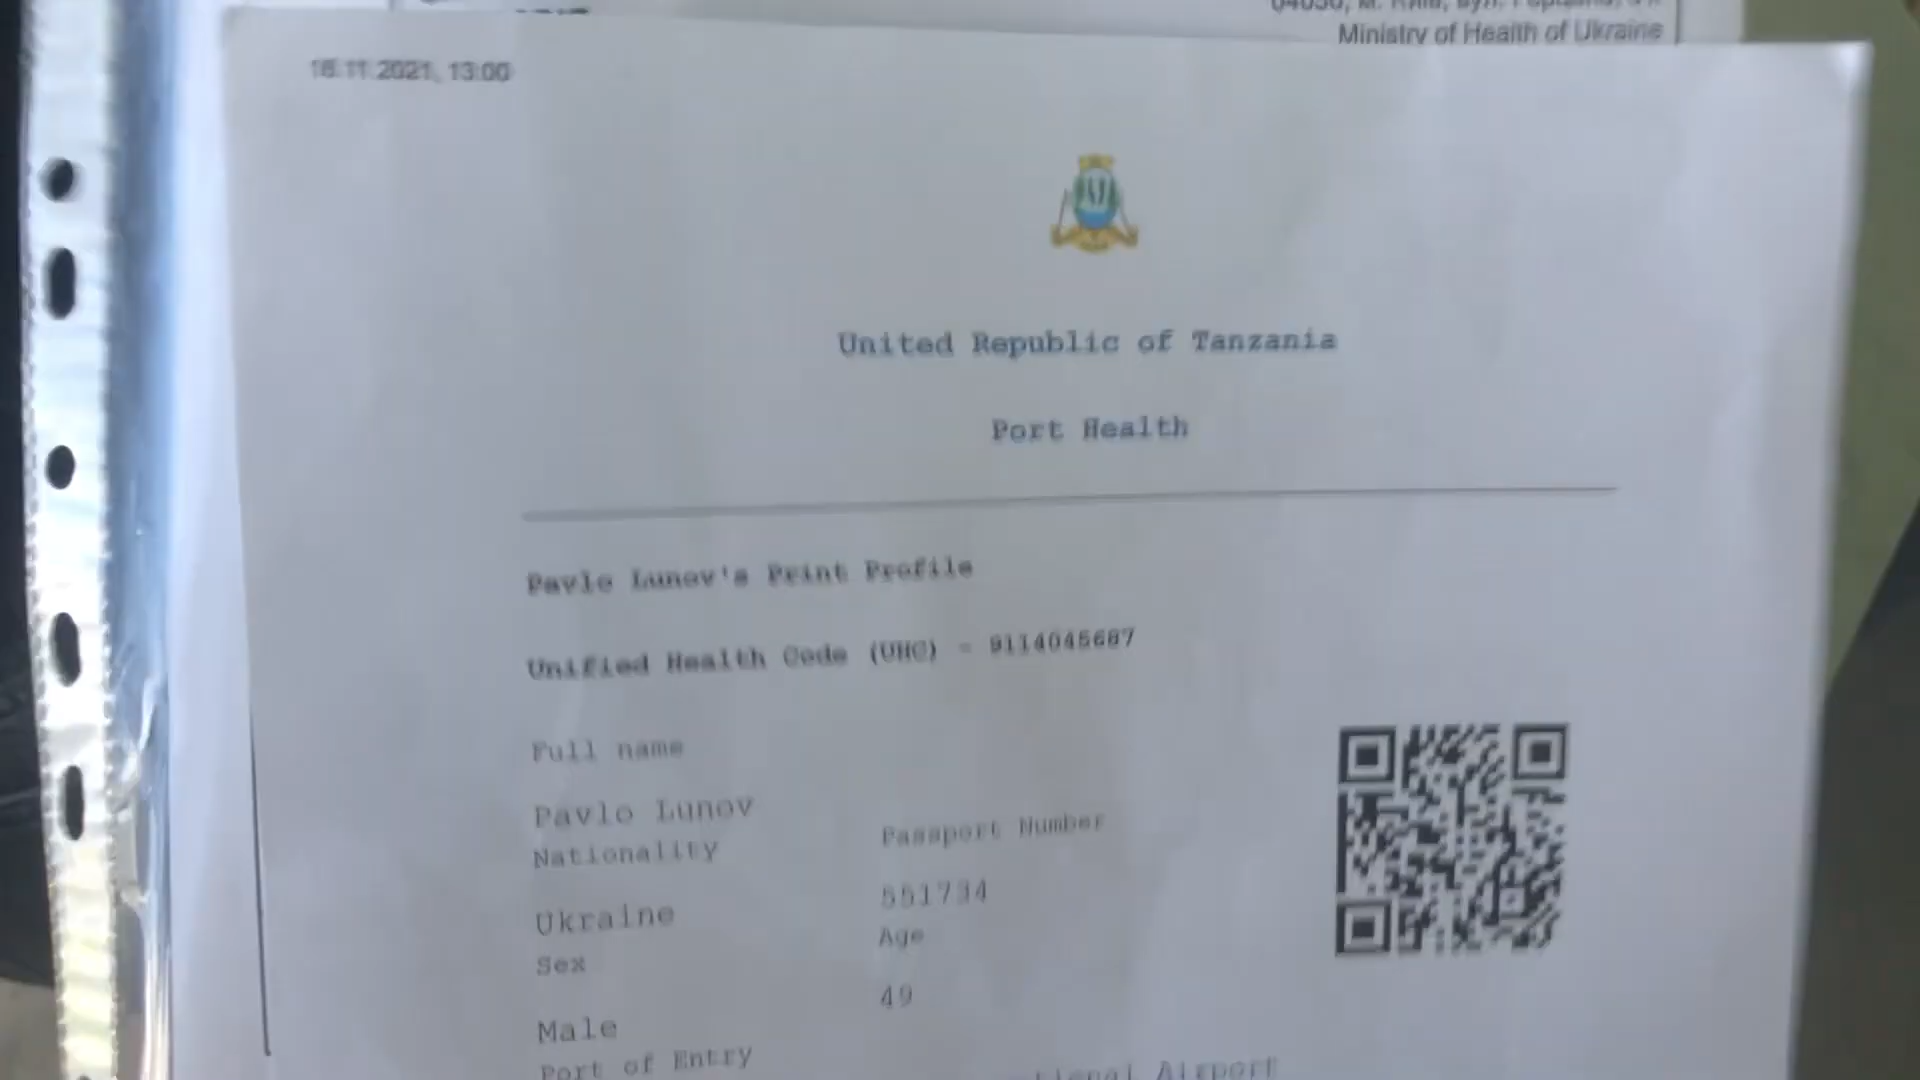 Ministry of Health of Ukraine
16.11.2021, 13:00
United Republic of Tanzania
Port Health
Pavlo Lunov's Print Profile
Unified Health Code (UHC) - 9114045687
Full name
Pavlo Lunov
Nationality
Passport Number
Ukraine
551734
Sex
Age
Male
49
Port of Entry
Airport